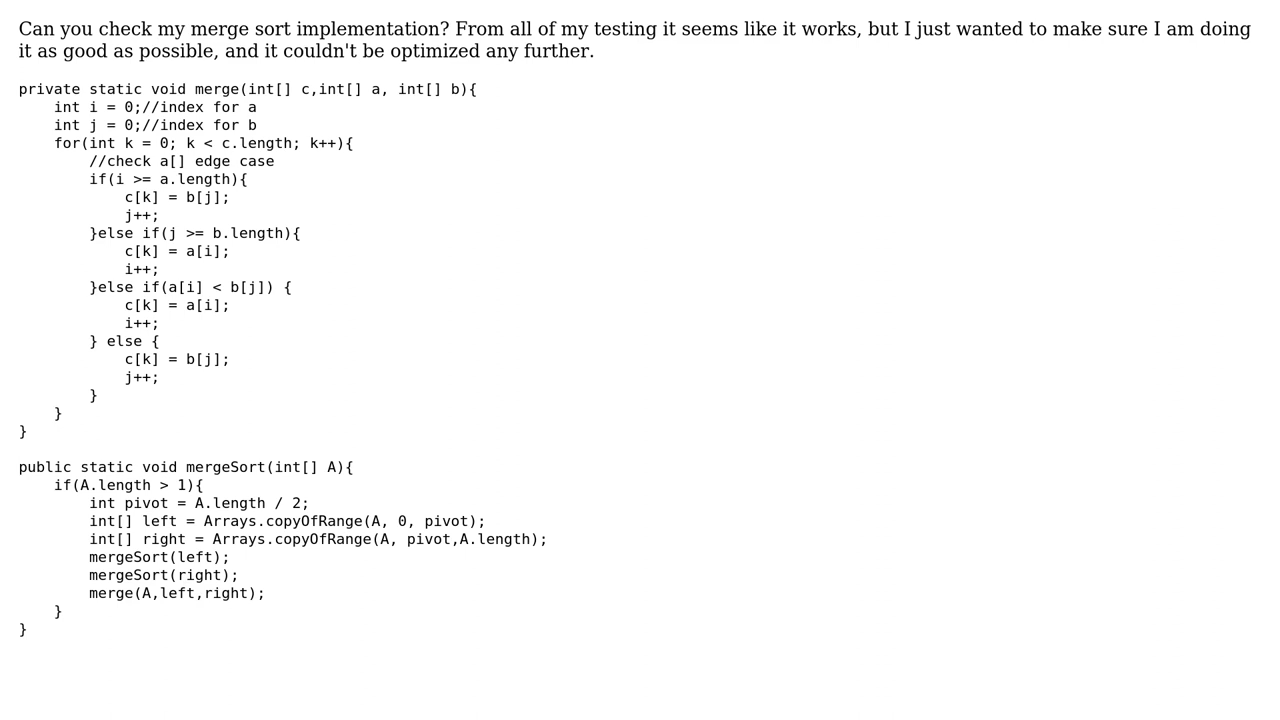 Can you check my merge sort implementation? From all of my testing it seems like it works, but I just wanted to make sure I am doing
it as good as possible, and it couldn't be optimized any further.
private static void merge(int[] c,int[] a, int[] b){
    int i = 0;//index for a
    int j = 0;//index for b
    for(int k = 0; k < c.length; k++){
        //check a[] edge case
        if(i >= a.length){
            c[k] = b[j];
            j++;
        }else if(j >= b.length){
            c[k] = a[i];
            i++;
        }else if(a[i] < b[j]) {
            c[k] = a[i];
            i++;
        } else {
            c[k] = b[j];
            j++;
        }
    }
}
public static void mergeSort(int[] A){
    if(A.length > 1){
        int pivot = A.length / 2;
        int[] left = Arrays.copyOfRange(A, 0, pivot);
        int[] right = Arrays.copyOfRange(A, pivot,A.length);
        mergeSort(left);
        mergeSort(right);
        merge(A,left,right);
    }
}